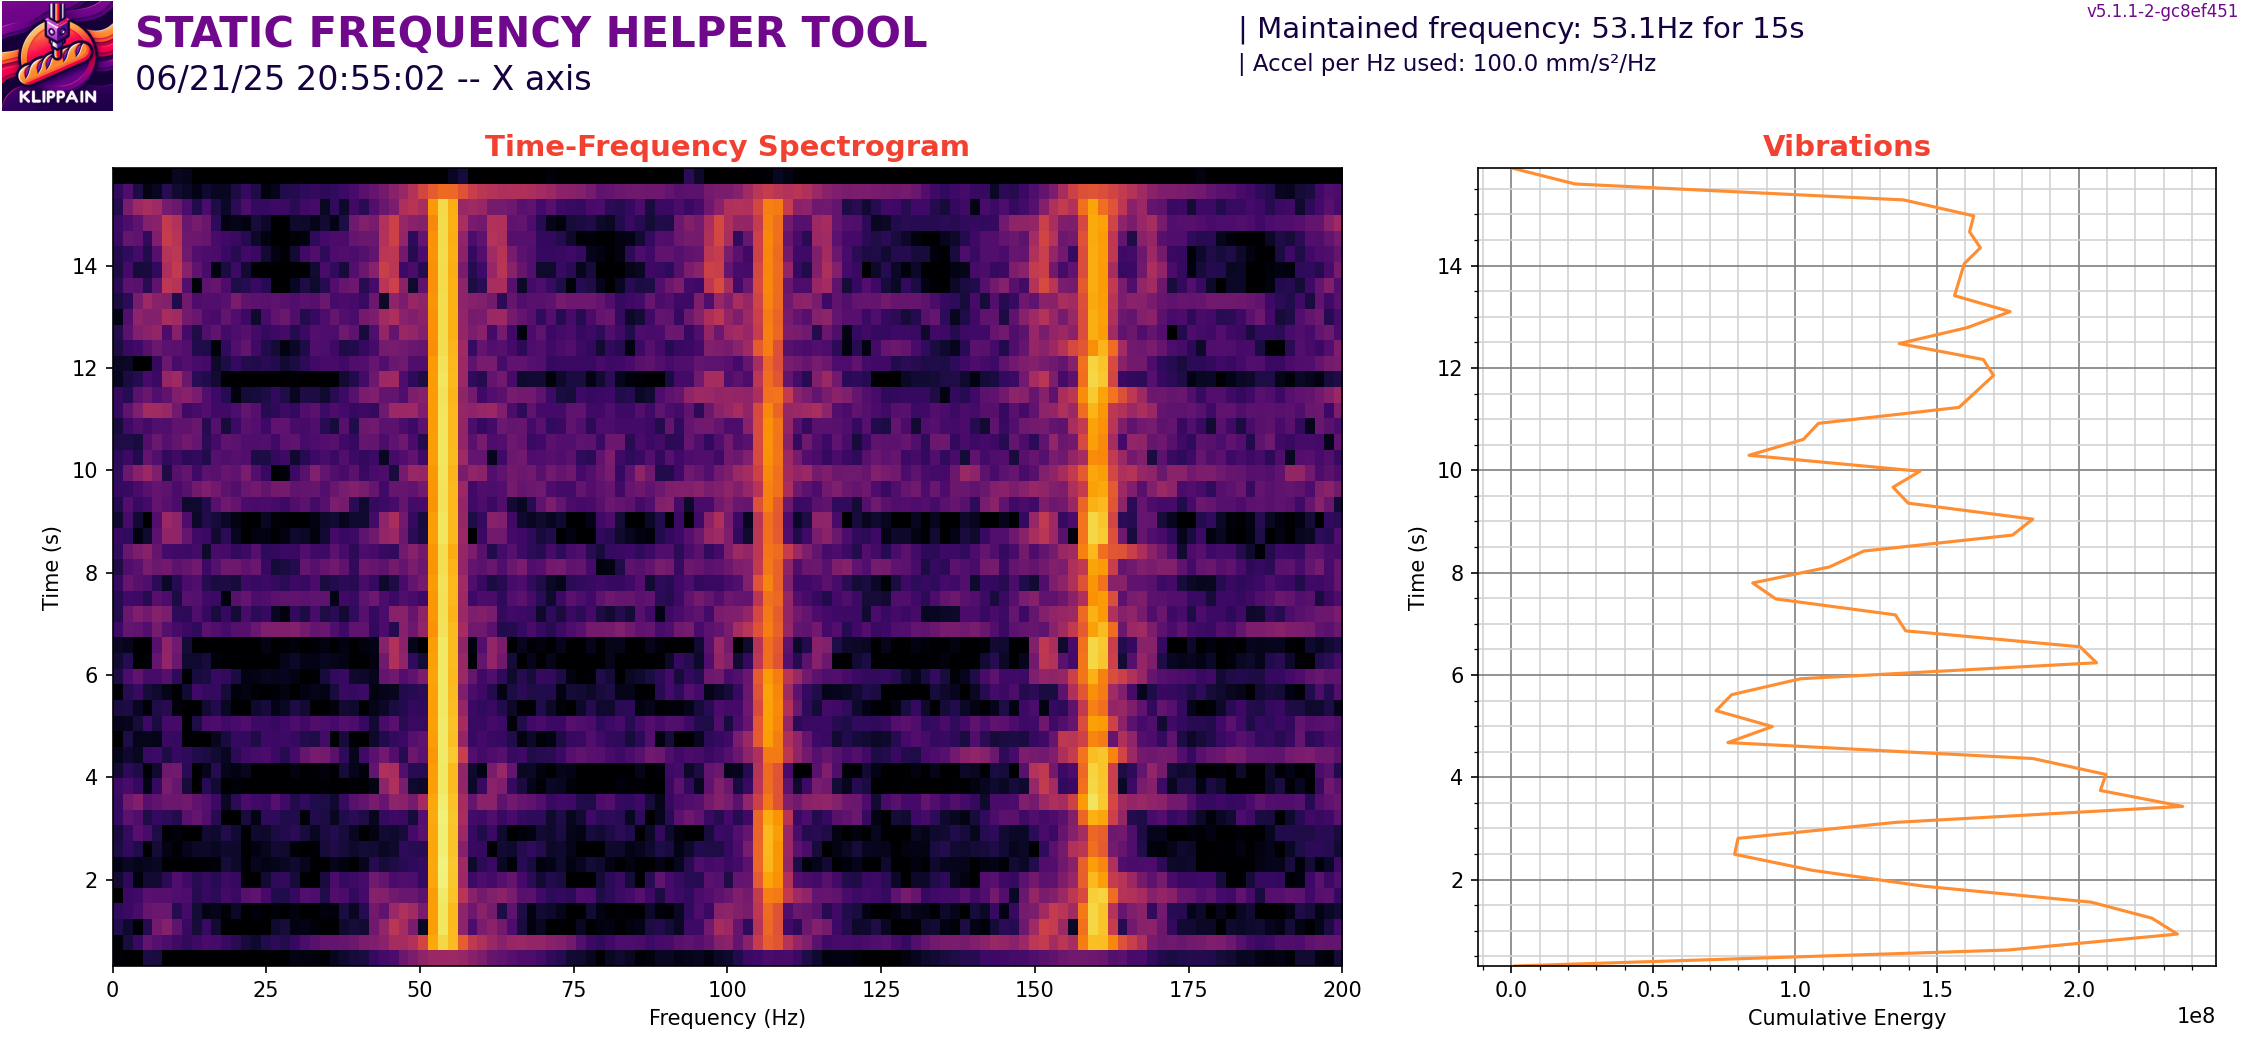 KLIPPAIN
STATIC FREQUENCY HELPER TOOL
06/21/25 20:55:02 -- X axis
| Maintained frequency: 53.1Hz for 15s
| Accel per Hz used: 100.0 mm/s²/Hz
v5.1.1-2-gc8ef451
Time-Frequency Spectrogram
Time (s)
14
12
10
8
6
4
2
0 25 50 75 100 125 150 175 200
Frequency (Hz)
Vibrations
Time (s)
14
12
10
8
6
4
2
0.0 0.5 1.0 1.5 2.0
Cumulative Energy
1e8